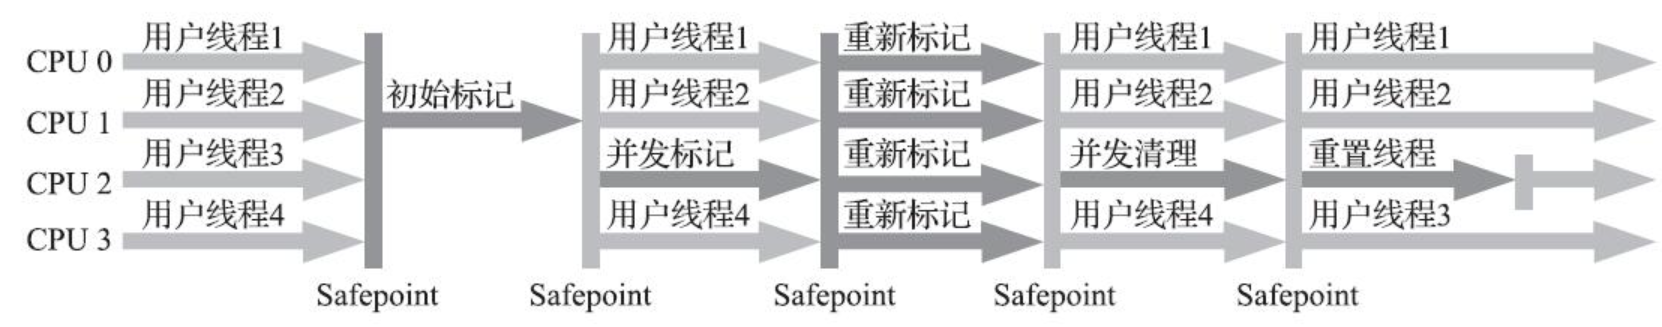 CPU 0 用户线程1 用户线程1 重新标记 用户线程1 用户线程1
CPU 1 用户线程2 初始标记 用户线程2 重新标记 用户线程2 用户线程2
CPU 2 用户线程3 并发标记 重新标记 并发清理 重置线程
CPU 3 用户线程4 用户线程4 重新标记 用户线程4 用户线程3
Safepoint Safepoint Safepoint Safepoint Safepoint